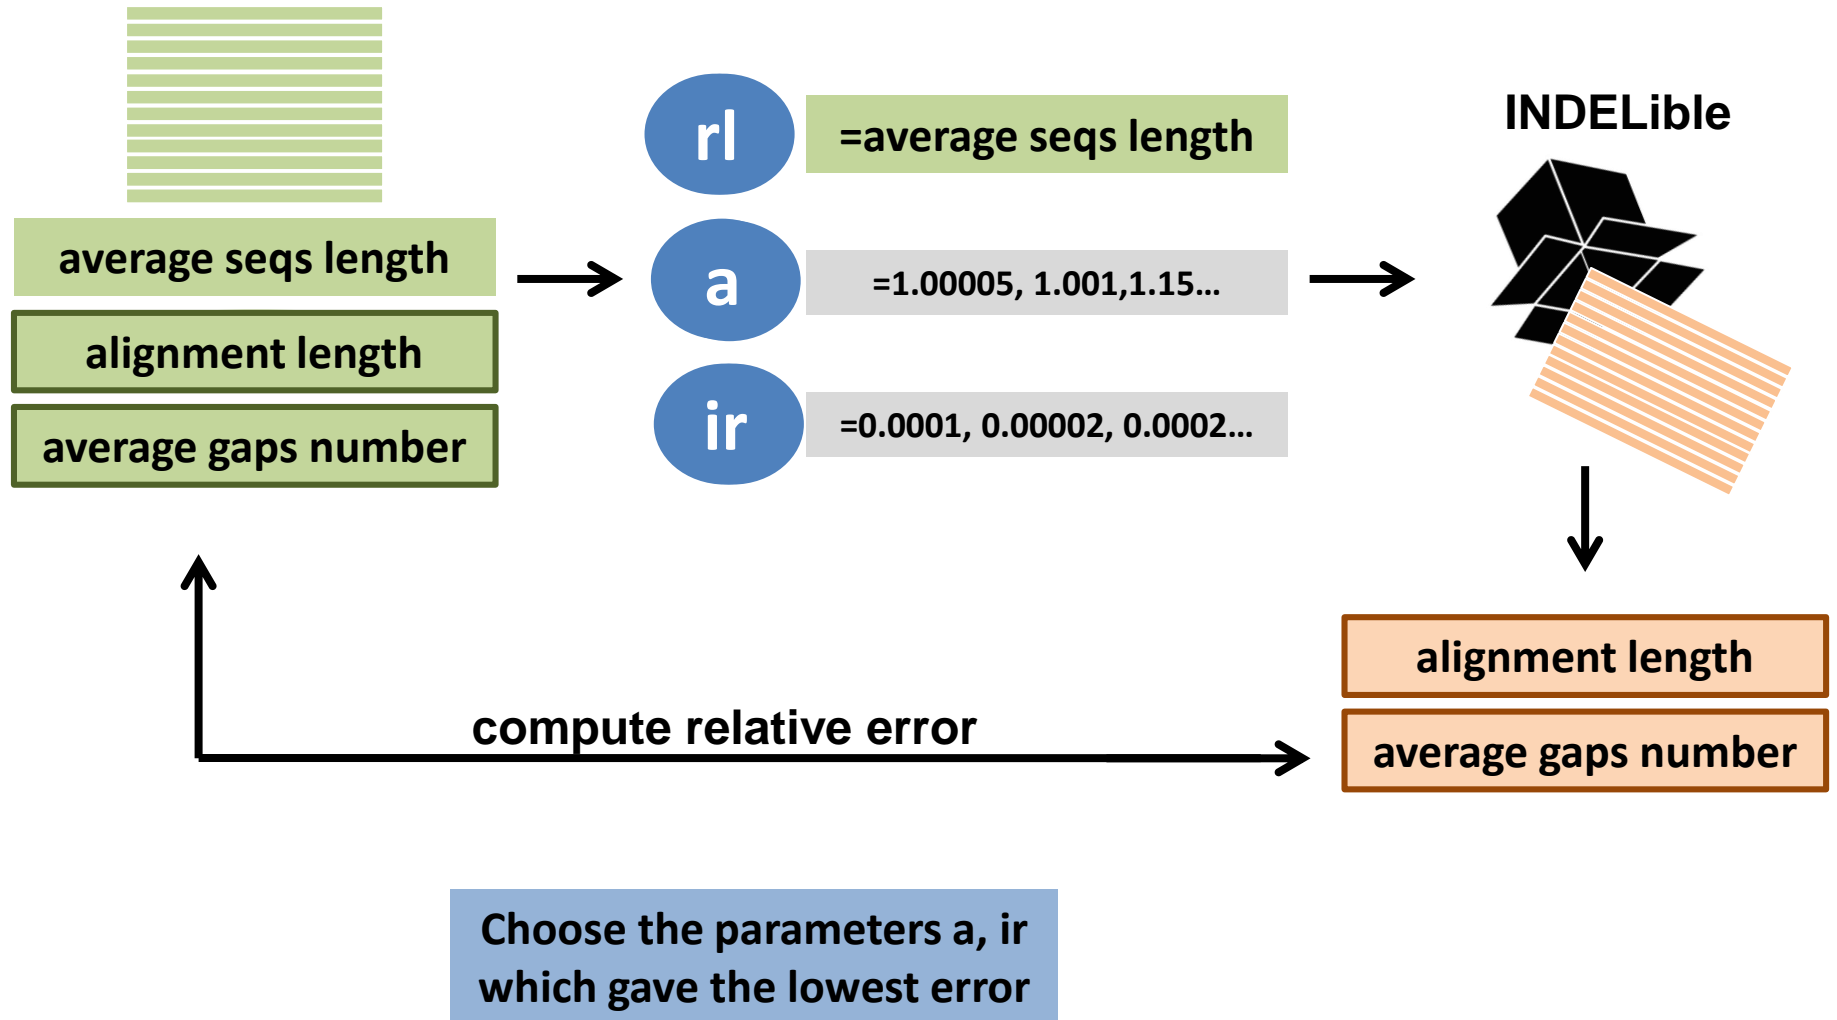 average seqs length
alignment length
average gaps number
rl
=average seqs length
a
=1.00005, 1.001,1.15...
ir
=0.0001, 0.00002, 0.0002...
INDELible
alignment length
average gaps number
compute relative error
Choose the parameters a, ir
which gave the lowest error